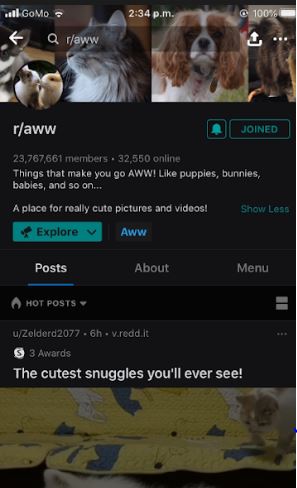 GoMo 2:34 p.m. 100%
r/aww
r/aww
JOINED
23,767,661 members • 32,550 online
Things that make you go AWW! Like puppies, bunnies,
babies, and so on...
A place for really cute pictures and videos!
Show Less
Explore Aww
Posts About Menu
HOT POSTS
u/Zelderd2077 • 6h • v.redd.it
S 3 Awards
The cutest snuggles you'll ever see!